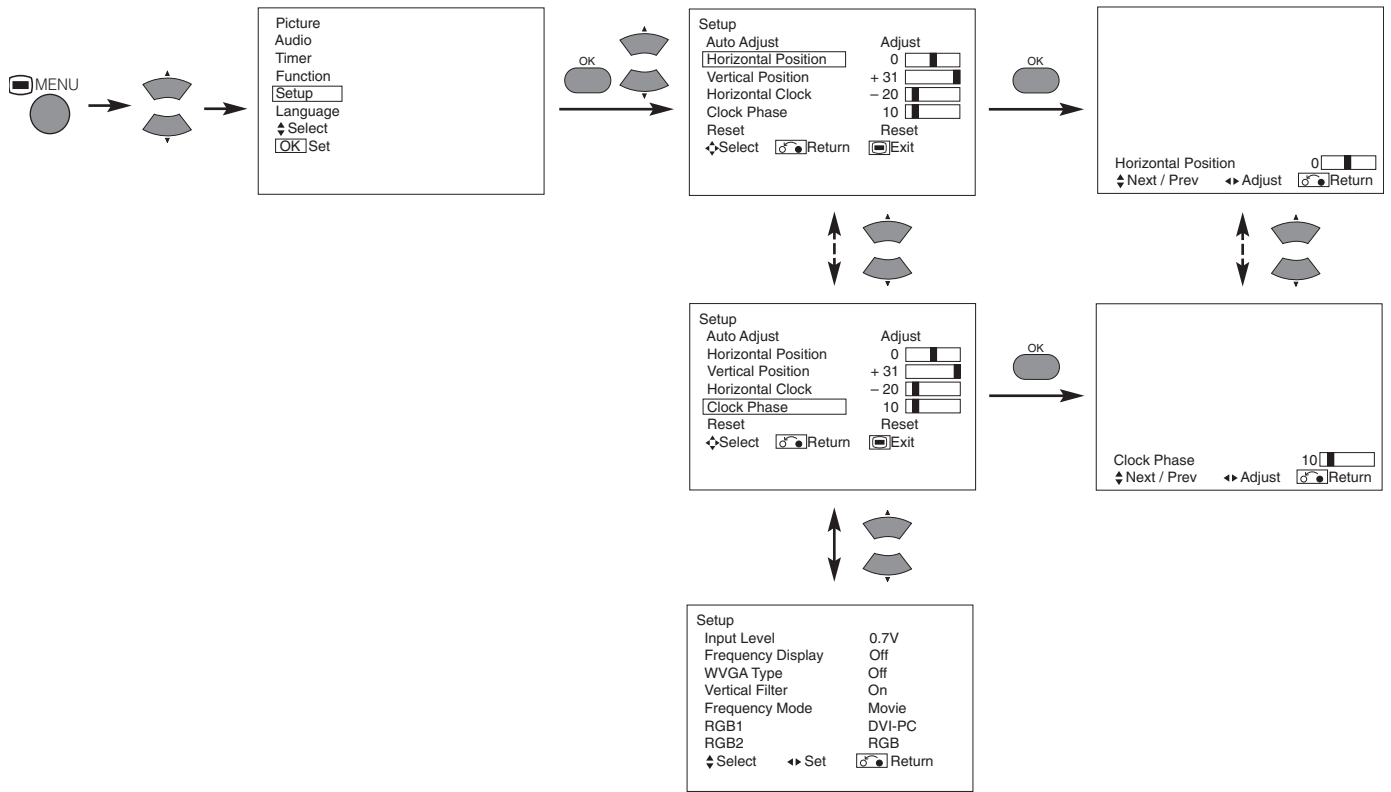 MENU
Picture
Audio
Timer
Function
Setup
Language
Select
OK Set
OK
Setup
Auto Adjust Adjust
Horizontal Position 0
Vertical Position + 31
Horizontal Clock – 20
Clock Phase 10
Reset Reset
Select Return Exit
OK
Horizontal Position 0
Next / Prev Adjust Return
Setup
Auto Adjust Adjust
Horizontal Position 0
Vertical Position + 31
Horizontal Clock – 20
Clock Phase 10
Reset Reset
Select Return Exit
OK
Clock Phase 10
Next / Prev Adjust Return
Setup
Input Level 0.7V
Frequency Display Off
WVGA Type Off
Vertical Filter On
Frequency Mode Movie
RGB1 DVI-PC
RGB2 RGB
Select Set Return